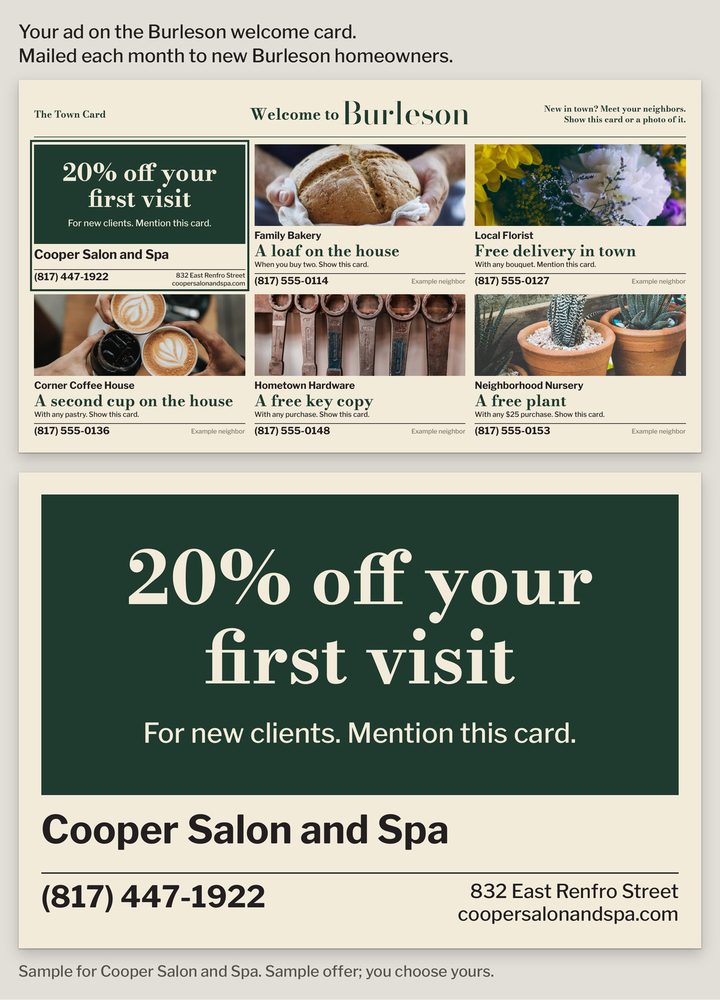 Your ad on the Burleson welcome card.
Mailed each month to new Burleson homeowners.
The Town Card
Welcome to Burleson
New in town? Meet your neighbors.
Show this card or a photo of it.
20% off your
first visit
For new clients. Mention this card.
Cooper Salon and Spa
(817) 447-1922
832 East Renfro Street
coopersalonandspa.com
Family Bakery
A loaf on the house
When you buy two. Show this card.
(817) 555-0114
Example neighbor
Local Florist
Free delivery in town
With any bouquet. Mention this card.
(817) 555-0127
Example neighbor
Corner Coffee House
A second cup on the house
With any pastry. Show this card.
(817) 555-0136
Example neighbor
Hometown Hardware
A free key copy
With any purchase. Show this card.
(817) 555-0148
Example neighbor
Neighborhood Nursery
A free plant
With any $25 purchase. Show this card.
(817) 555-0153
Example neighbor
20% off your
first visit
For new clients. Mention this card.
Cooper Salon and Spa
(817) 447-1922
832 East Renfro Street
coopersalonandspa.com
Sample for Cooper Salon and Spa. Sample offer; you choose yours.